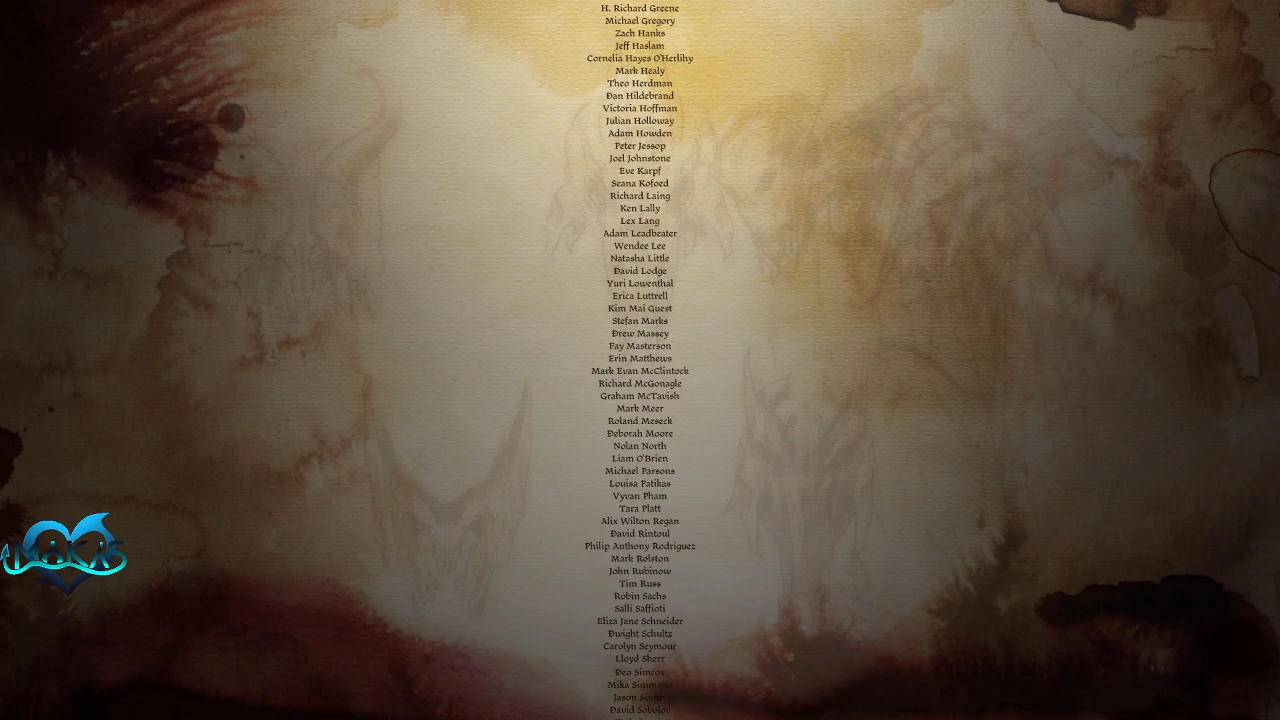 H. Richard Greene
Michael Gregory
Zach Hanks
Jeff Haslam
Cornelia Hayes O'Herlihy
Mark Healy
Theo Herdman
Dan Hildebrand
Victoria Hoffman
Julian Holloway
Adam Howden
Peter Jessop
Joel Johnstone
Eve Karpf
Seana Kofoed
Richard Laing
Ken Lally
Lex Lang
Adam Leadbeater
Wendee Lee
Natasha Little
David Lodge
Yuri Lowenthal
Erica Luttrell
Kim Mai Guest
Stefan Marks
Drew Massey
Fay Masterson
Erin Matthews
Mark Evan McClintock
Richard McGonagle
Graham McTavish
Mark Meer
Roland Meseck
Deborah Moore
Nolan North
Liam O'Brien
Michael Parsons
Louisa Patikas
Vyvan Pham
Tara Platt
Alix Wilton Regan
David Rintoul
Philip Anthony Rodriguez
Mark Rolston
John Rubinow
Tim Russ
Robin Sachs
Salli Saffioti
Eliza Jane Schneider
Dwight Schultz
Carolyn Seymour
Lloyd Sherr
Deo Simcox
Mika Simmons
Jason Singer
David Sobolov
MAKAS